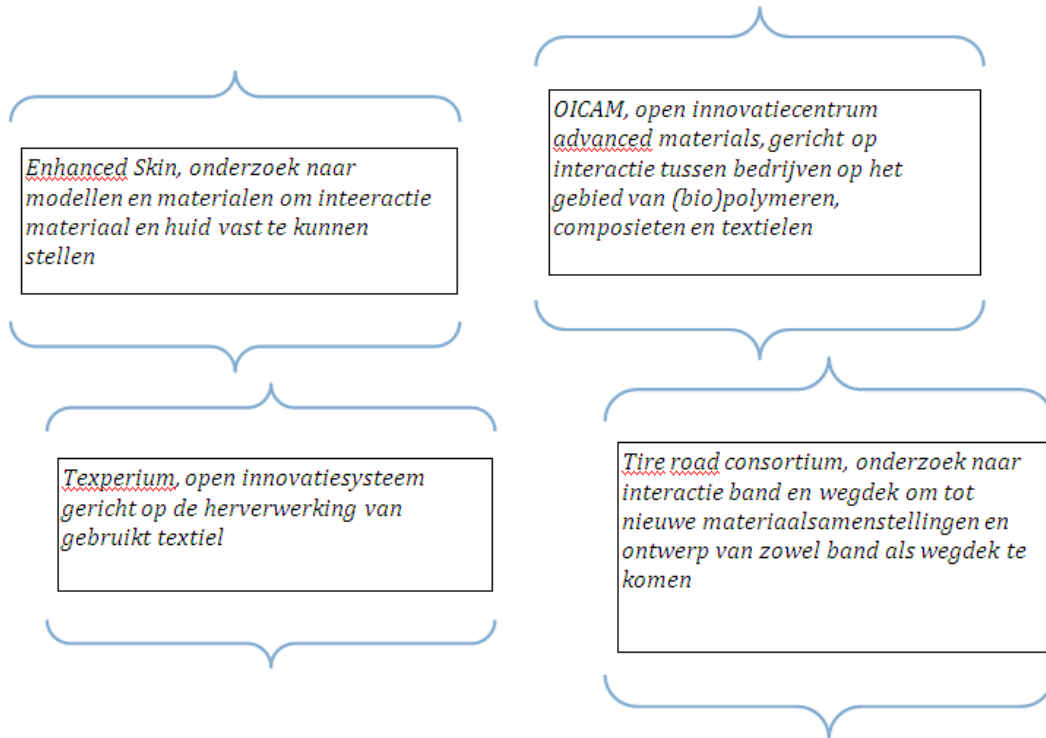 Enhanced Skin, onderzoek naar
modellen en materialen om inteeractie
materiaal en huid vast te kunnen
stellen
OICAM, open innovatiecentrum
advanced materials, gericht op
interactie tussen bedrijven op het
gebied van (bio)polymeren,
composieten en textielen
Texperium, open innovatiesysteem
gericht op de herverwerking van
gebruikt textiel
Tire road consortium, onderzoek naar
interactie band en wegdek om tot
nieuwe materiaalsamenstellingen en
ontwerp van zowel band als wegdek te
komen